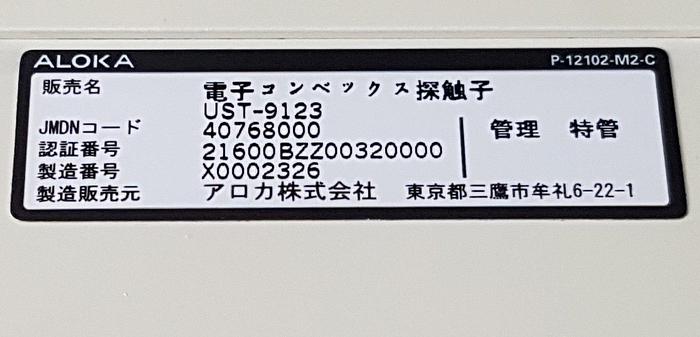 ALOKA P-12102-M2-C
販売名 電子コンベックス探触子
UST-9123
JMDNコード 40768000 管理 特管
認証番号 21600BZZ00320000
製造番号 X0002326
製造販売元 アロカ株式会社 東京都三鷹市牟礼6-22-1